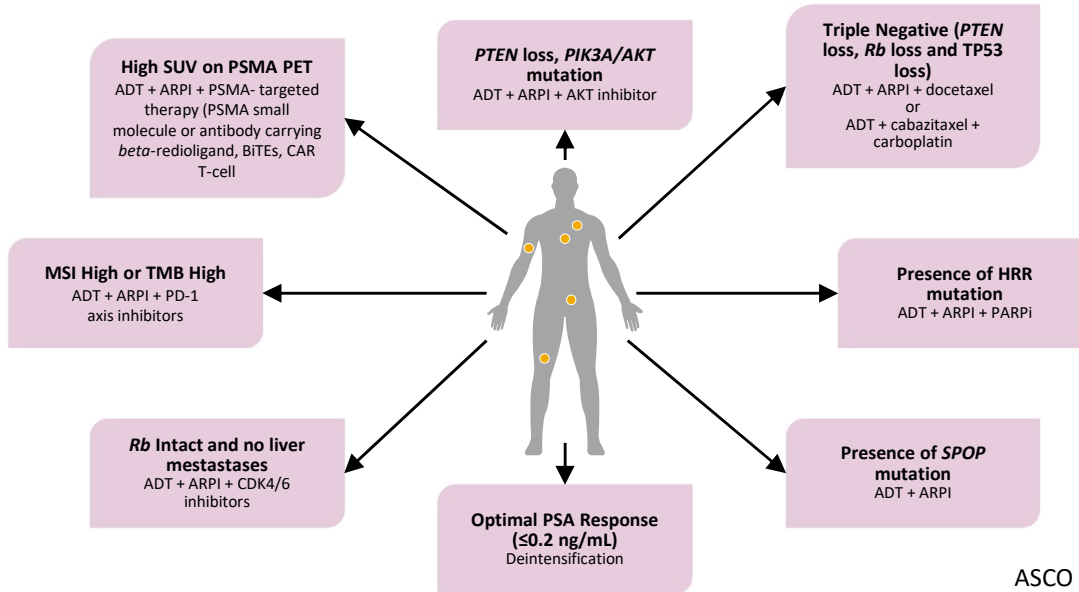 High SUV on PSMA PET
ADT + ARPI + PSMA- targeted
therapy (PSMA small
molecule or antibody carrying
beta-redioligand, BiTEs, CAR
T-cell
PTEN loss, PIK3A/AKT
mutation
ADT + ARPI + AKT inhibitor
Triple Negative (PTEN
loss, Rb loss and TP53
loss)
ADT + ARPI + docetaxel
or
ADT + cabazitaxel +
carboplatin
MSI High or TMB High
ADT + ARPI + PD-1
axis inhibitors
Presence of HRR
mutation
ADT + ARPI + PARPi
Rb Intact and no liver
mestastases
ADT + ARPI + CDK4/6
inhibitors
Optimal PSA Response
(≤0.2 ng/mL)
Deintensification
Presence of SPOP
mutation
ADT + ARPI
ASCO